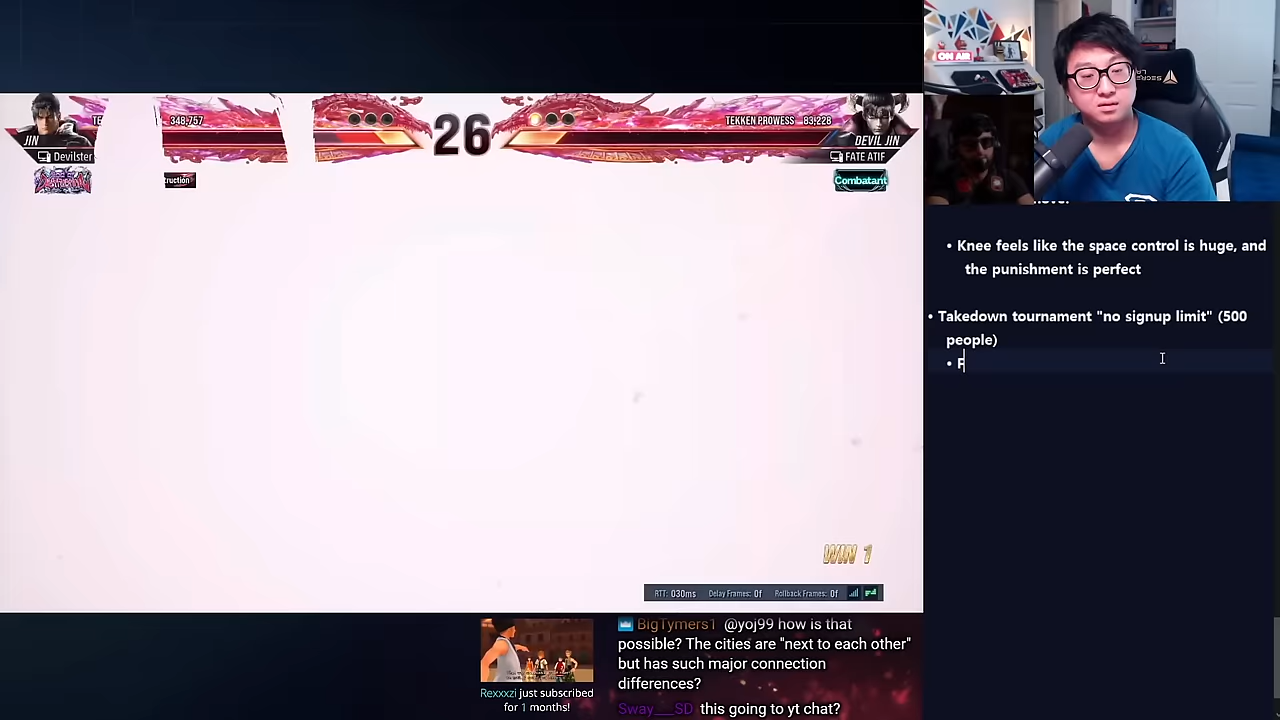 JIN
TE
348,757
26
TEKKEN PROWESS 83,228
DEVIL JIN
Devilster
FATE ATIF
ruction
Combatant
WIN 1
RTT: 030ms Delay Frames: 0f Rollback Frames: 0f
ON AIR
• Knee feels like the space control is huge, and
the punishment is perfect
• Takedown tournament "no signup limit" (500
people)
• F
Rexxxzi just subscribed
for 1 months!
BigTymers1 @yoj99 how is that
possible? The cities are "next to each other"
but has such major connection
differences?
Sway___SD this going to yt chat?